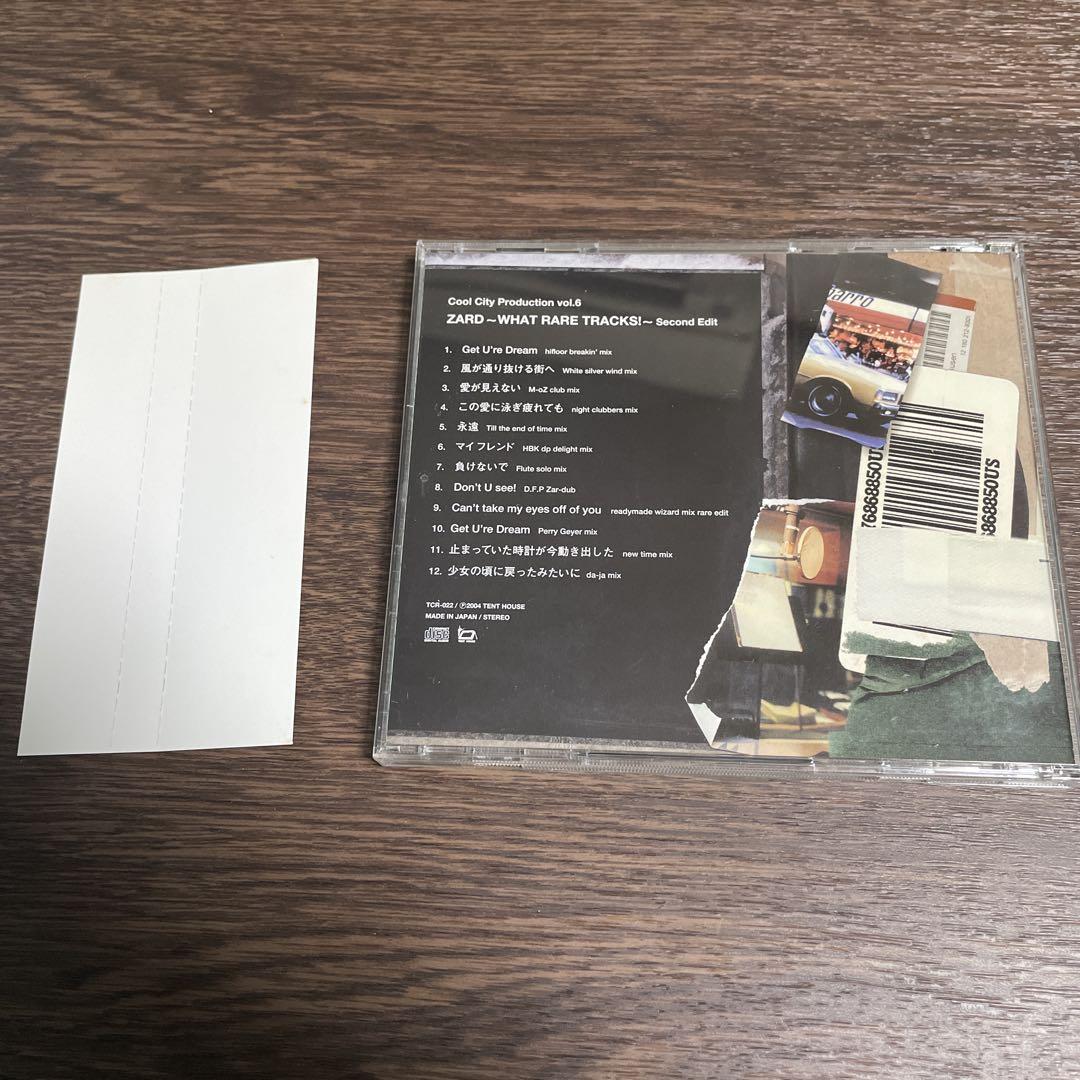 Cool City Production vol.6
ZARD～WHAT RARE TRACKS!～ Second Edit
1. Get U're Dream hifloor breakin' mix
2. 風が通り抜ける街へ White silver wind mix
3. 愛が見えない M-oZ club mix
4. この愛に泳ぎ疲れても night clubbers mix
5. 永遠 Till the end of time mix
6. マイ フレンド HBK dp delight mix
7. 負けないで Flute solo mix
8. Don't U see! D.F.P Zar-dub
9. Can't take my eyes off of you readymade wizard mix rare edit
10. Get U're Dream Perry Geyer mix
11. 止まっていた時計が今動き出した new time mix
12. 少女の頃に戻ったみたいに da-ja mix
TCR-022 / Ⓟ2004 TENT HOUSE
MADE IN JAPAN / STEREO
disc
76868850US
868850US